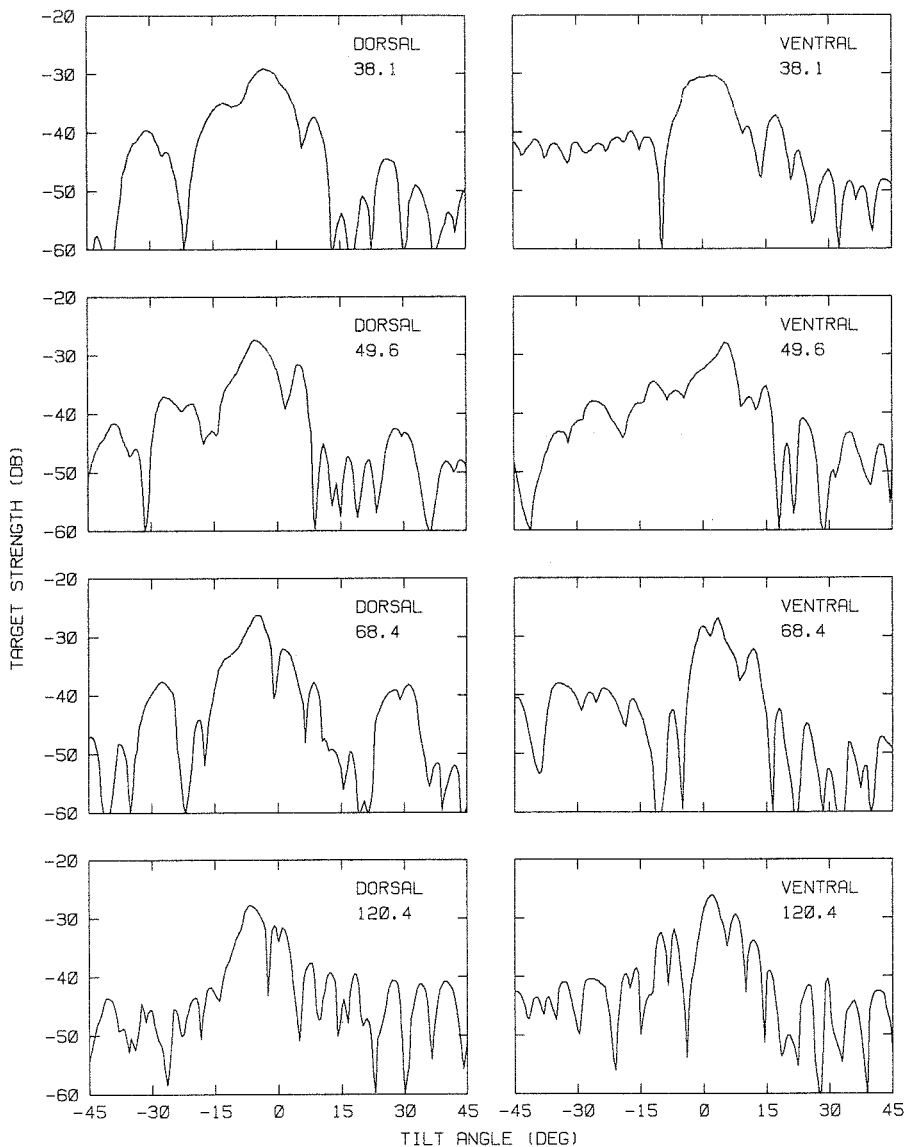 -20
-30
-40
-50
-60
DORSAL
38.1
VENTRAL
38.1
-20
-30
-40
-50
-60
DORSAL
49.6
VENTRAL
49.6
TARGET STRENGTH (DB)
-20
-30
-40
-50
-60
DORSAL
68.4
VENTRAL
68.4
-20
-30
-40
-50
-60
DORSAL
120.4
VENTRAL
120.4
-45 -30 -15 0 15 30 45
-45 -30 -15 0 15 30 45
TILT ANGLE (DEG)